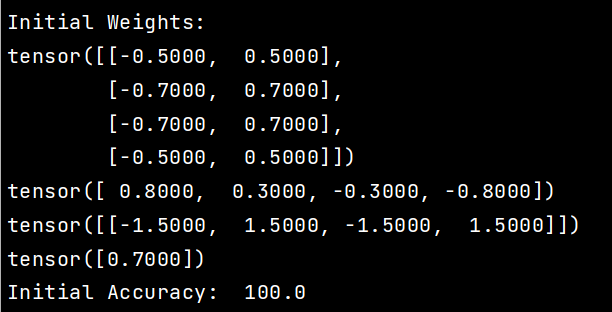 Initial Weights:
tensor([[-0.5000,  0.5000],
        [-0.7000,  0.7000],
        [-0.7000,  0.7000],
        [-0.5000,  0.5000]])
tensor([ 0.8000,  0.3000, -0.3000, -0.8000])
tensor([[-1.5000,  1.5000, -1.5000,  1.5000]])
tensor([0.7000])
Initial Accuracy:  100.0